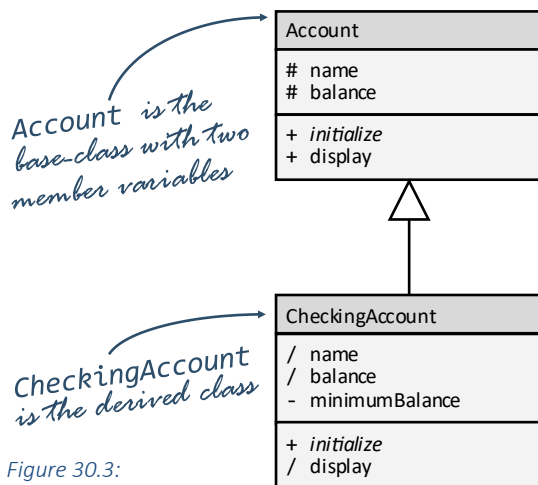 Account
# name
# balance
+ initialize
+ display
Account is the
base-class with two
member variables
CheckingAccount
/ name
/ balance
- minimumBalance
+ initialize
/ display
CheckingAccount
is the derived class
Figure 30.3: